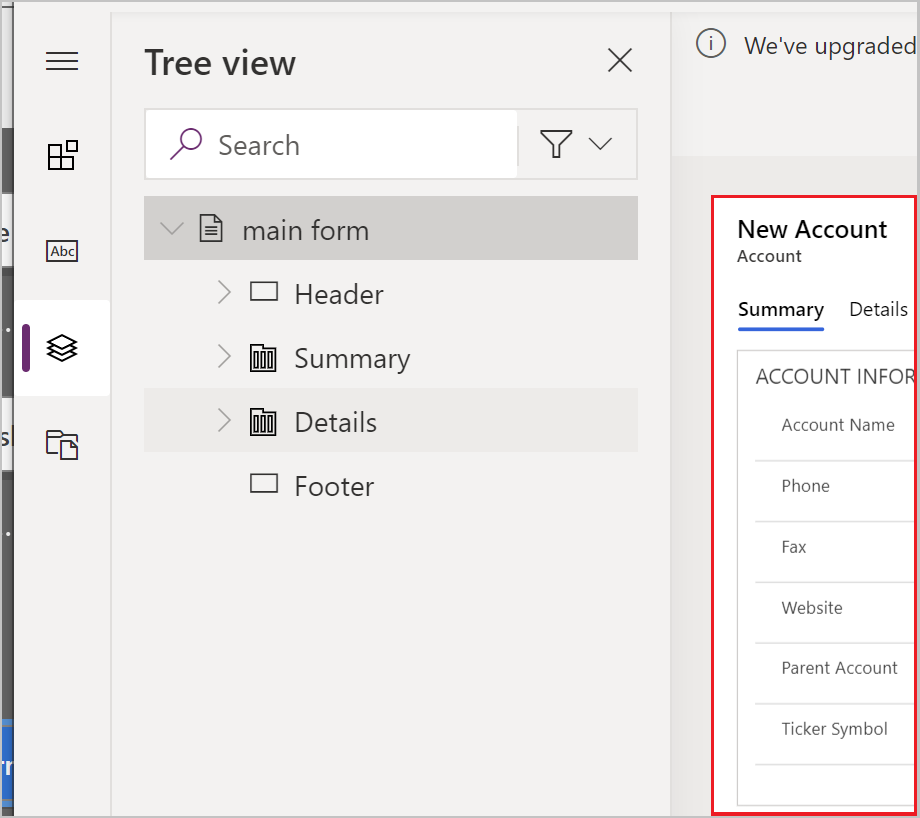 Tree view
We've upgraded
Search
Abc
main form
Header
Summary
Details
Footer
New Account
Account
Summary Details
ACCOUNT INFOR
Account Name
Phone
Fax
Website
Parent Account
Ticker Symbol